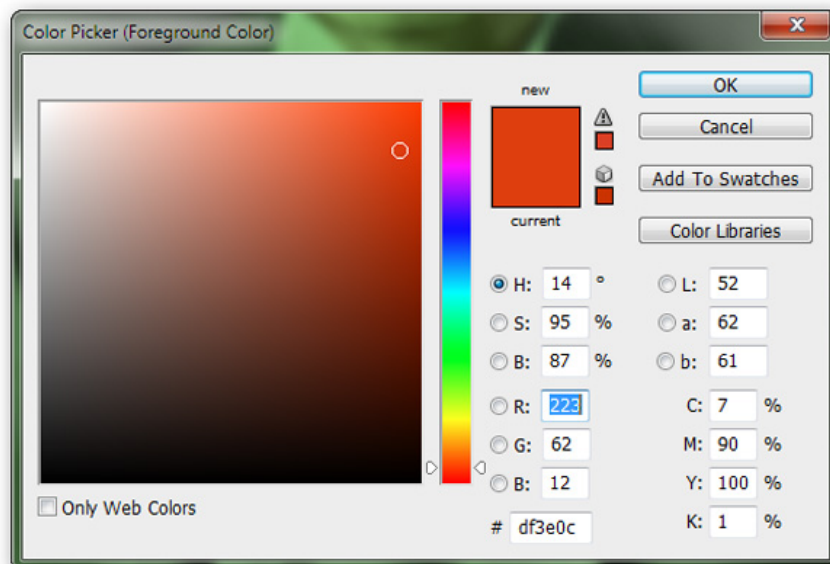 Color Picker (Foreground Color)
new
current
OK
Cancel
Add To Swatches
Color Libraries
H: 14 °
S: 95 %
B: 87 %
R: 223
G: 62
B: 12
# df3e0c
L: 52
a: 62
b: 61
C: 7 %
M: 90 %
Y: 100 %
K: 1 %
Only Web Colors